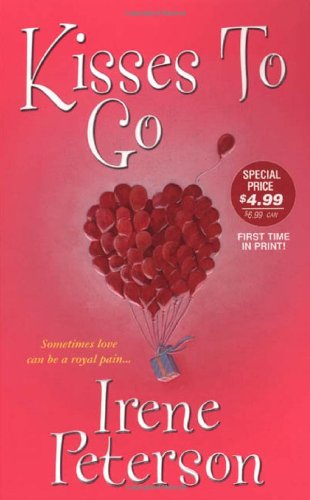 Kisses To
Go
SPECIAL
PRICE
$4.99
$6.99 CAN
FIRST TIME
IN PRINT!
Sometimes love
can be a royal pain...
Irene
Peterson